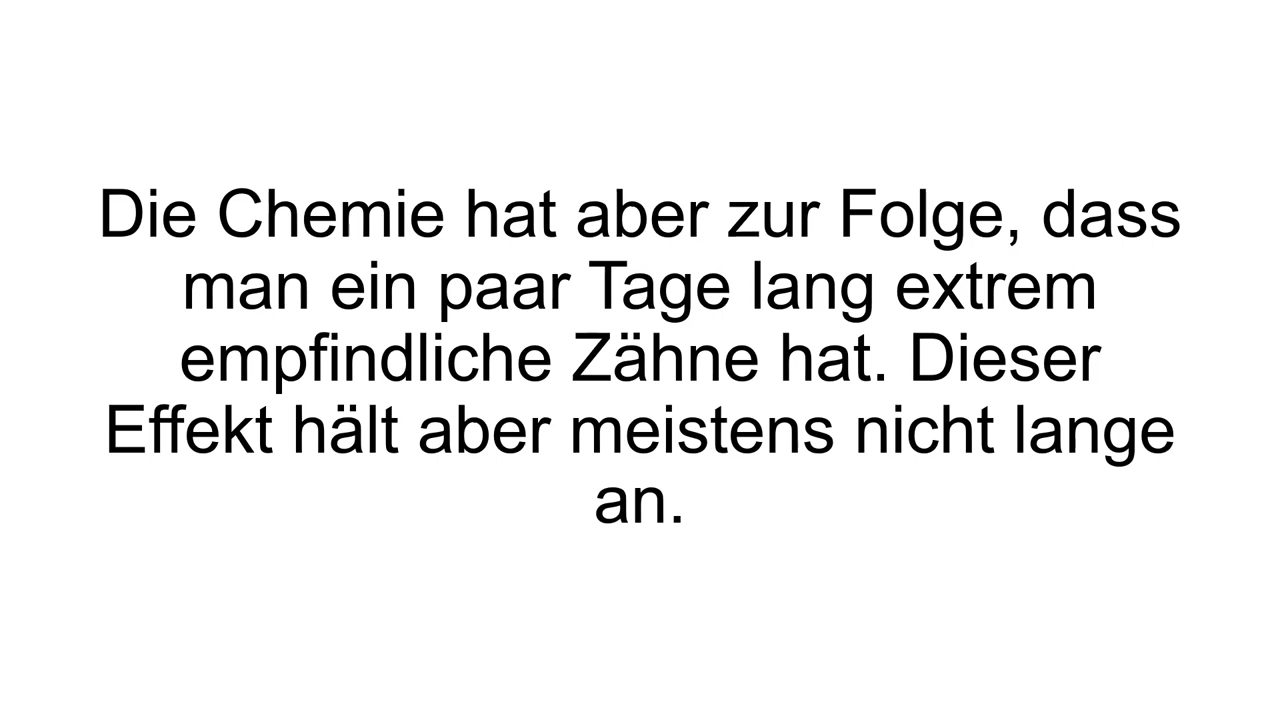 Die Chemie hat aber zur Folge, dass
man ein paar Tage lang extrem
empfindliche Zähne hat. Dieser
Effekt hält aber meistens nicht lange
an.